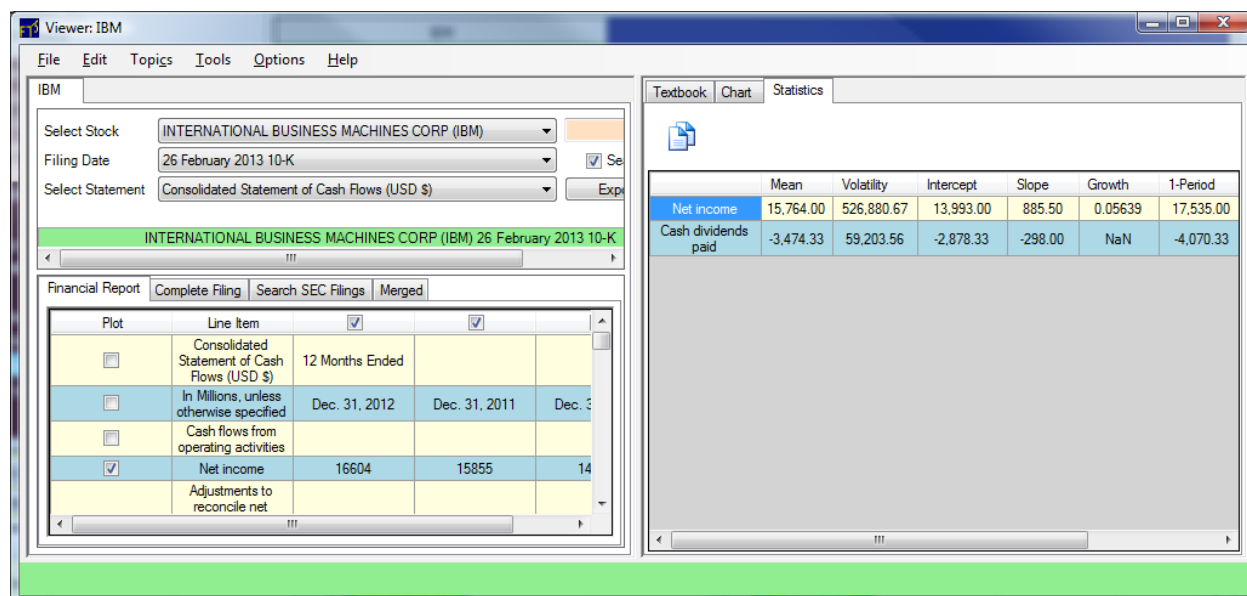 Viewer: IBM
File Edit Topics Tools Options Help
IBM
Select Stock INTERNATIONAL BUSINESS MACHINES CORP (IBM)
Filing Date 26 February 2013 10-K
Select Statement Consolidated Statement of Cash Flows (USD $)
INTERNATIONAL BUSINESS MACHINES CORP (IBM) 26 February 2013 10-K
Financial Report Complete Filing Search SEC Filings Merged
Plot Line Item
Consolidated
Statement of Cash
Flows (USD $)
12 Months Ended
In Millions, unless
otherwise specified
Dec. 31, 2012 Dec. 31, 2011 Dec. 3
Cash flows from
operating activities
Net income 16604 15855 14
Adjustments to
reconcile net
Textbook Chart Statistics
Mean Volatility Intercept Slope Growth 1-Period
Net income 15,764.00 526,880.67 13,993.00 885.50 0.05639 17,535.00
Cash dividends
paid
-3,474.33 59,203.56 -2,878.33 -298.00 NaN -4,070.33